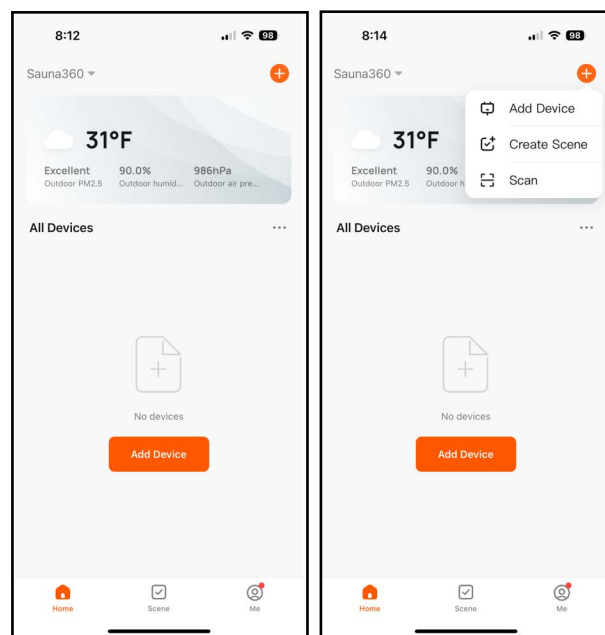 8:12
98
Sauna360
31°F
Excellent 90.0% 986hPa
Outdoor PM2.5 Outdoor humid... Outdoor air pre...
All Devices
No devices
Add Device
Home Scene Me
8:14
98
Sauna360
Add Device
Create Scene
Scan
31°F
Excellent 90.0%
Outdoor PM2.5 Outdoor h
All Devices
No devices
Add Device
Home Scene Me